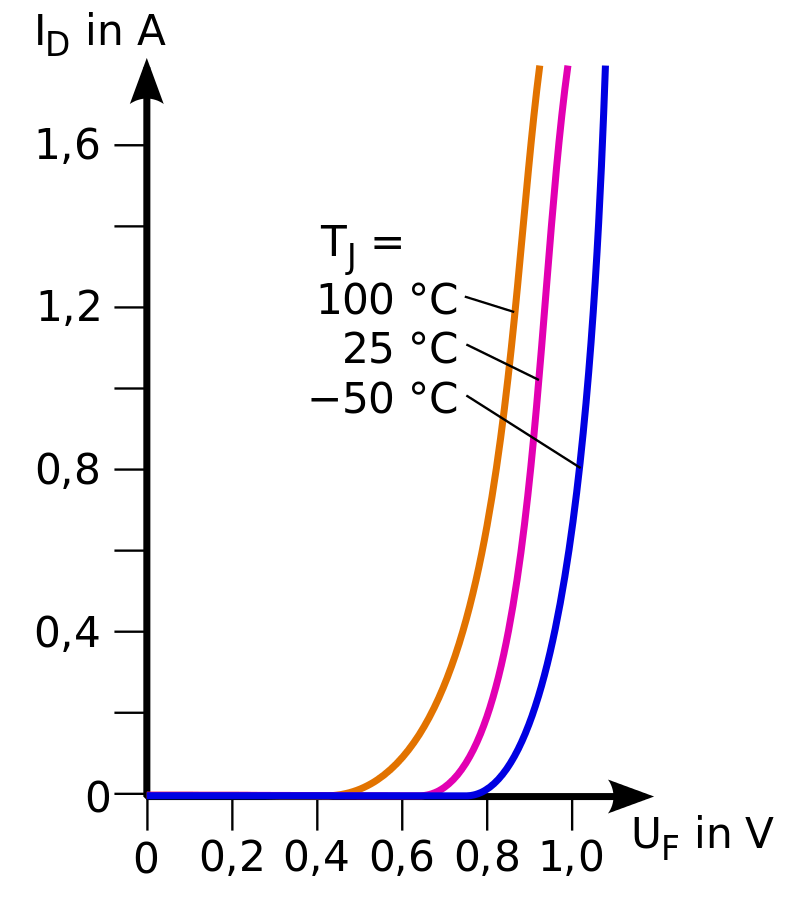 I_D in A
1,6
1,2
0,8
0,4
0
T_J =
100 °C
25 °C
−50 °C
0 0,2 0,4 0,6 0,8 1,0
U_F in V